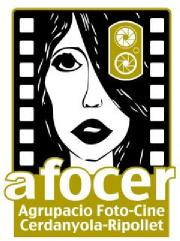 afocer
Agrupacio Foto-Cine
Cerdanyola-Ripollet